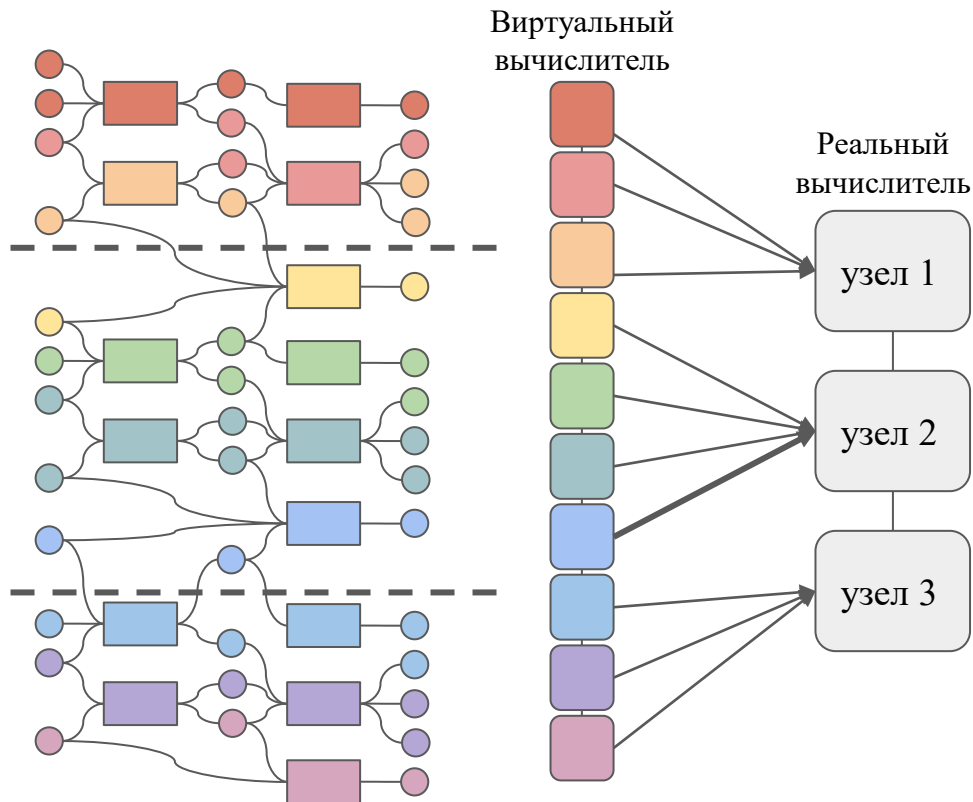 Виртуальный
вычислитель
Реальный
вычислитель
узел 1
узел 2
узел 3